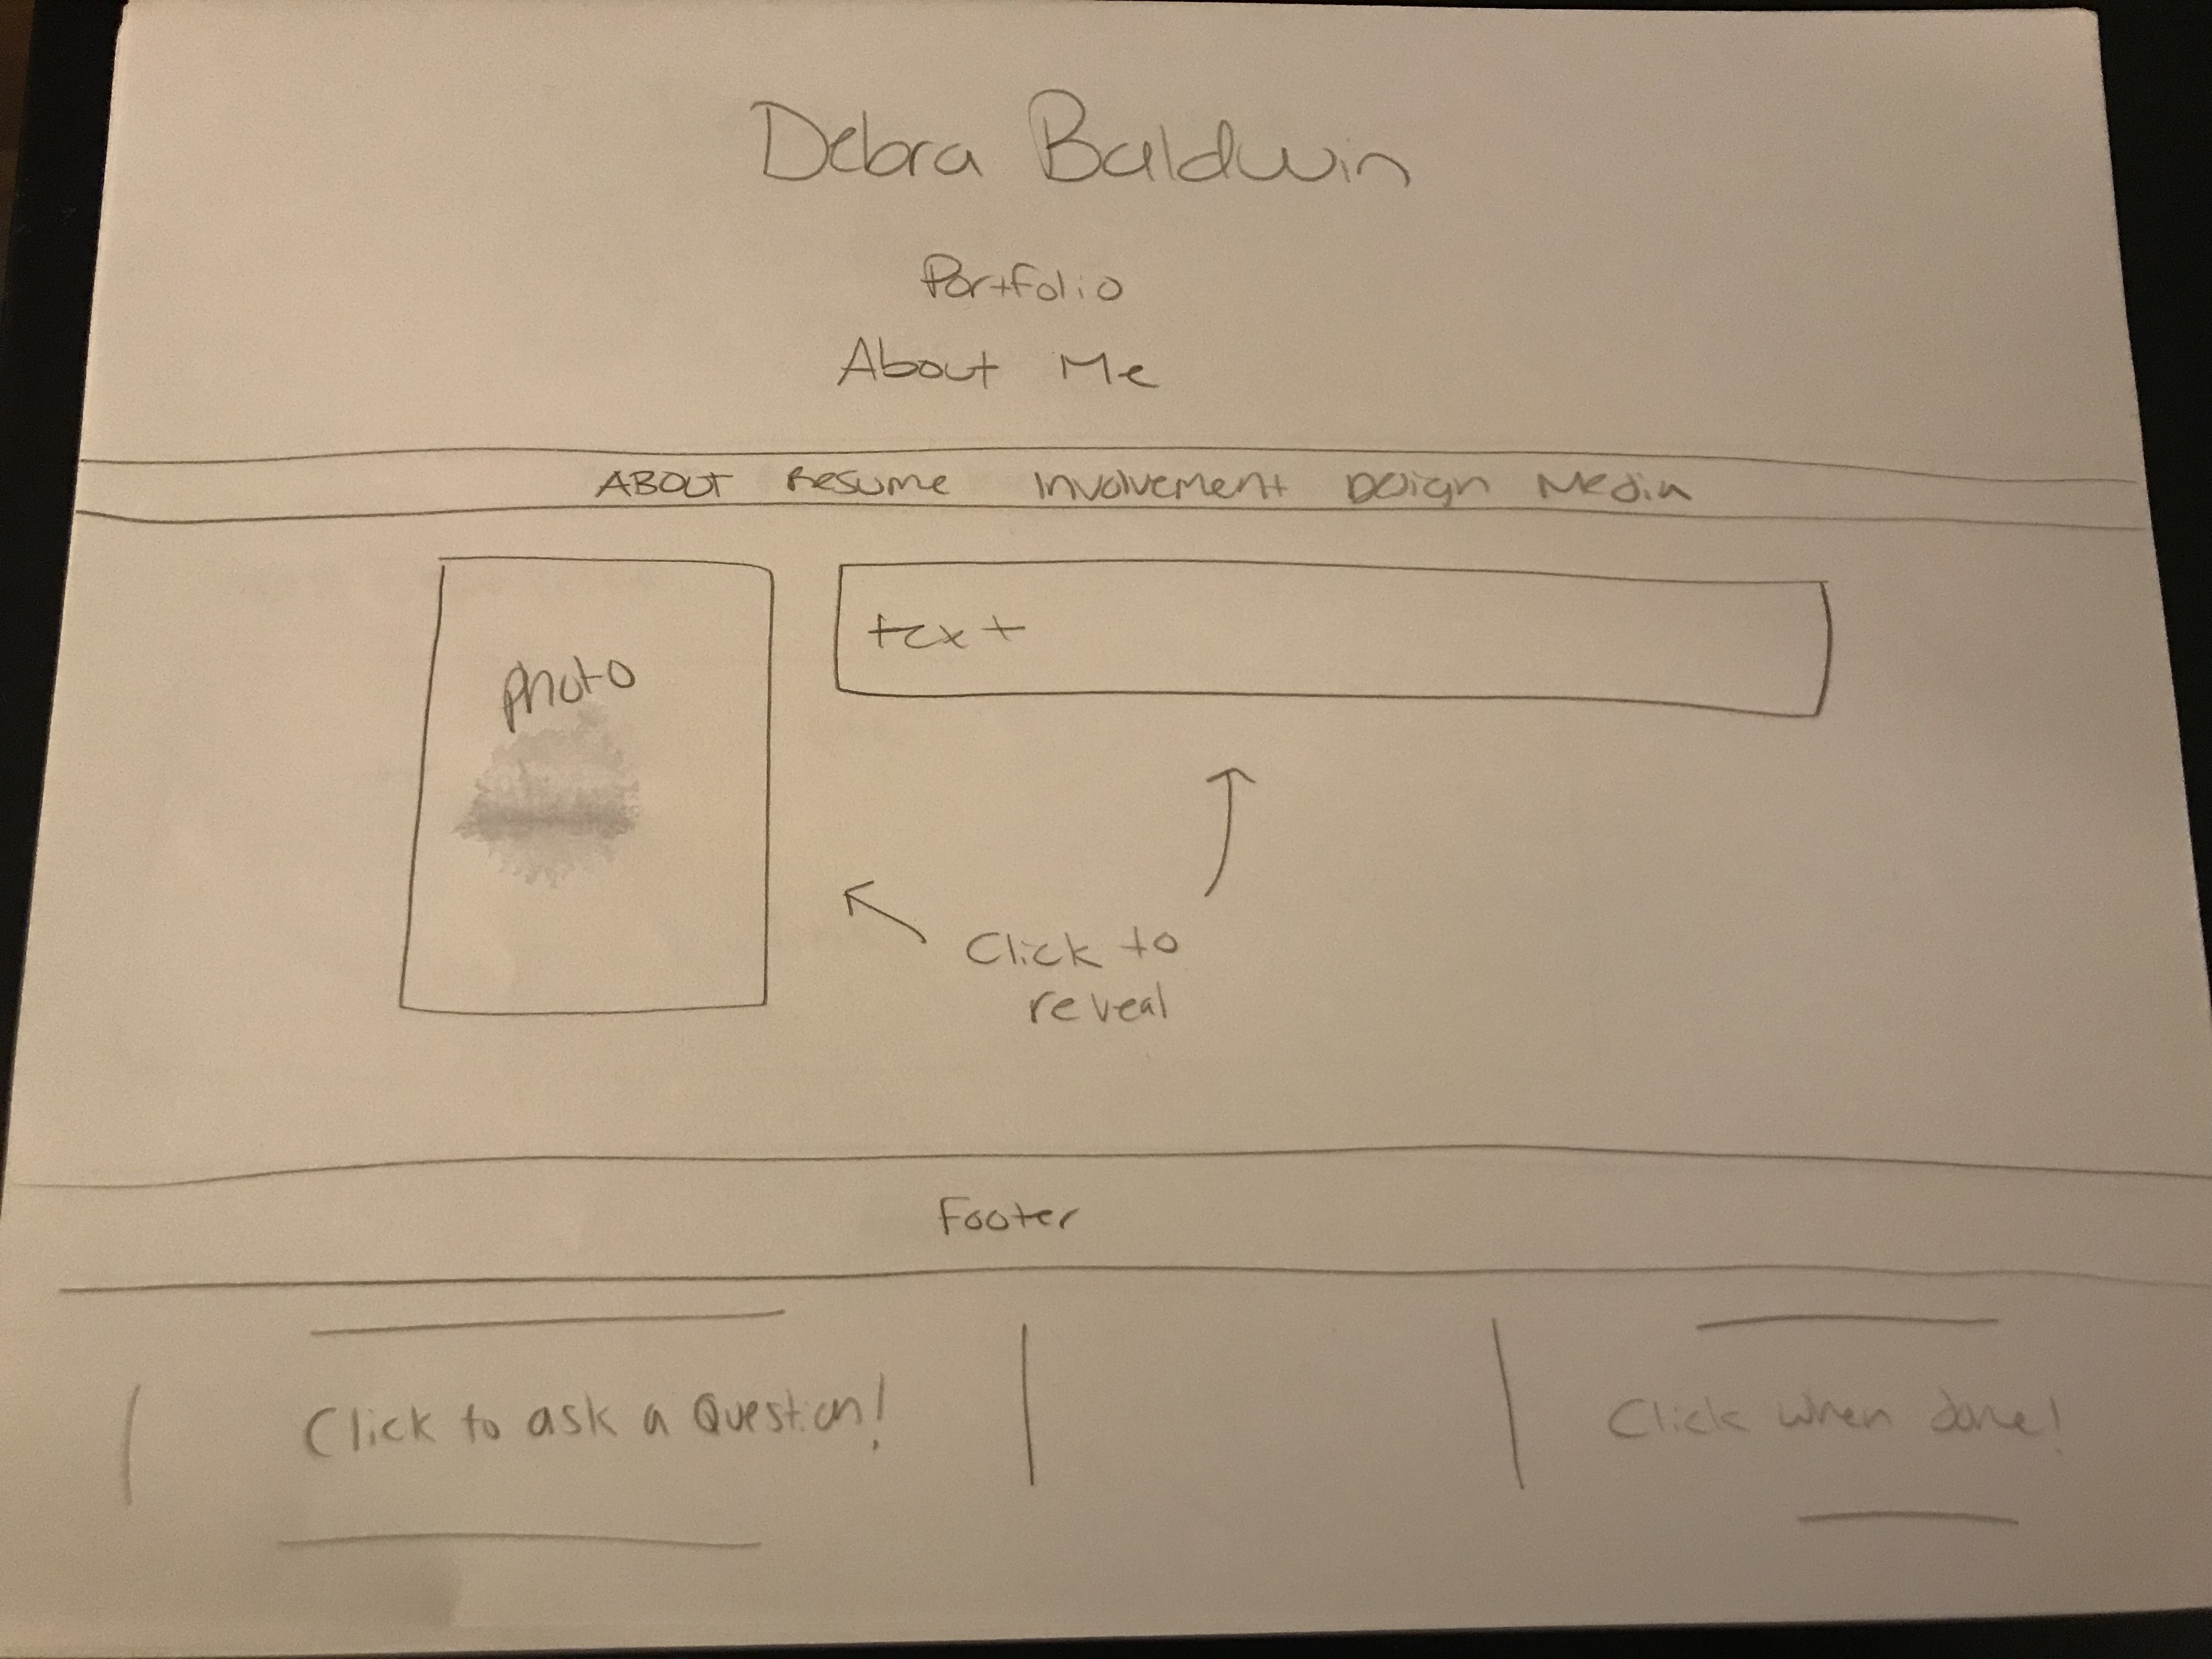 Debra Baldwin
Portfolio
About Me
ABOUT Resume Involvement Design Media
photo
text
Click to
reveal
Footer
Click to ask a Question!
Click when done!